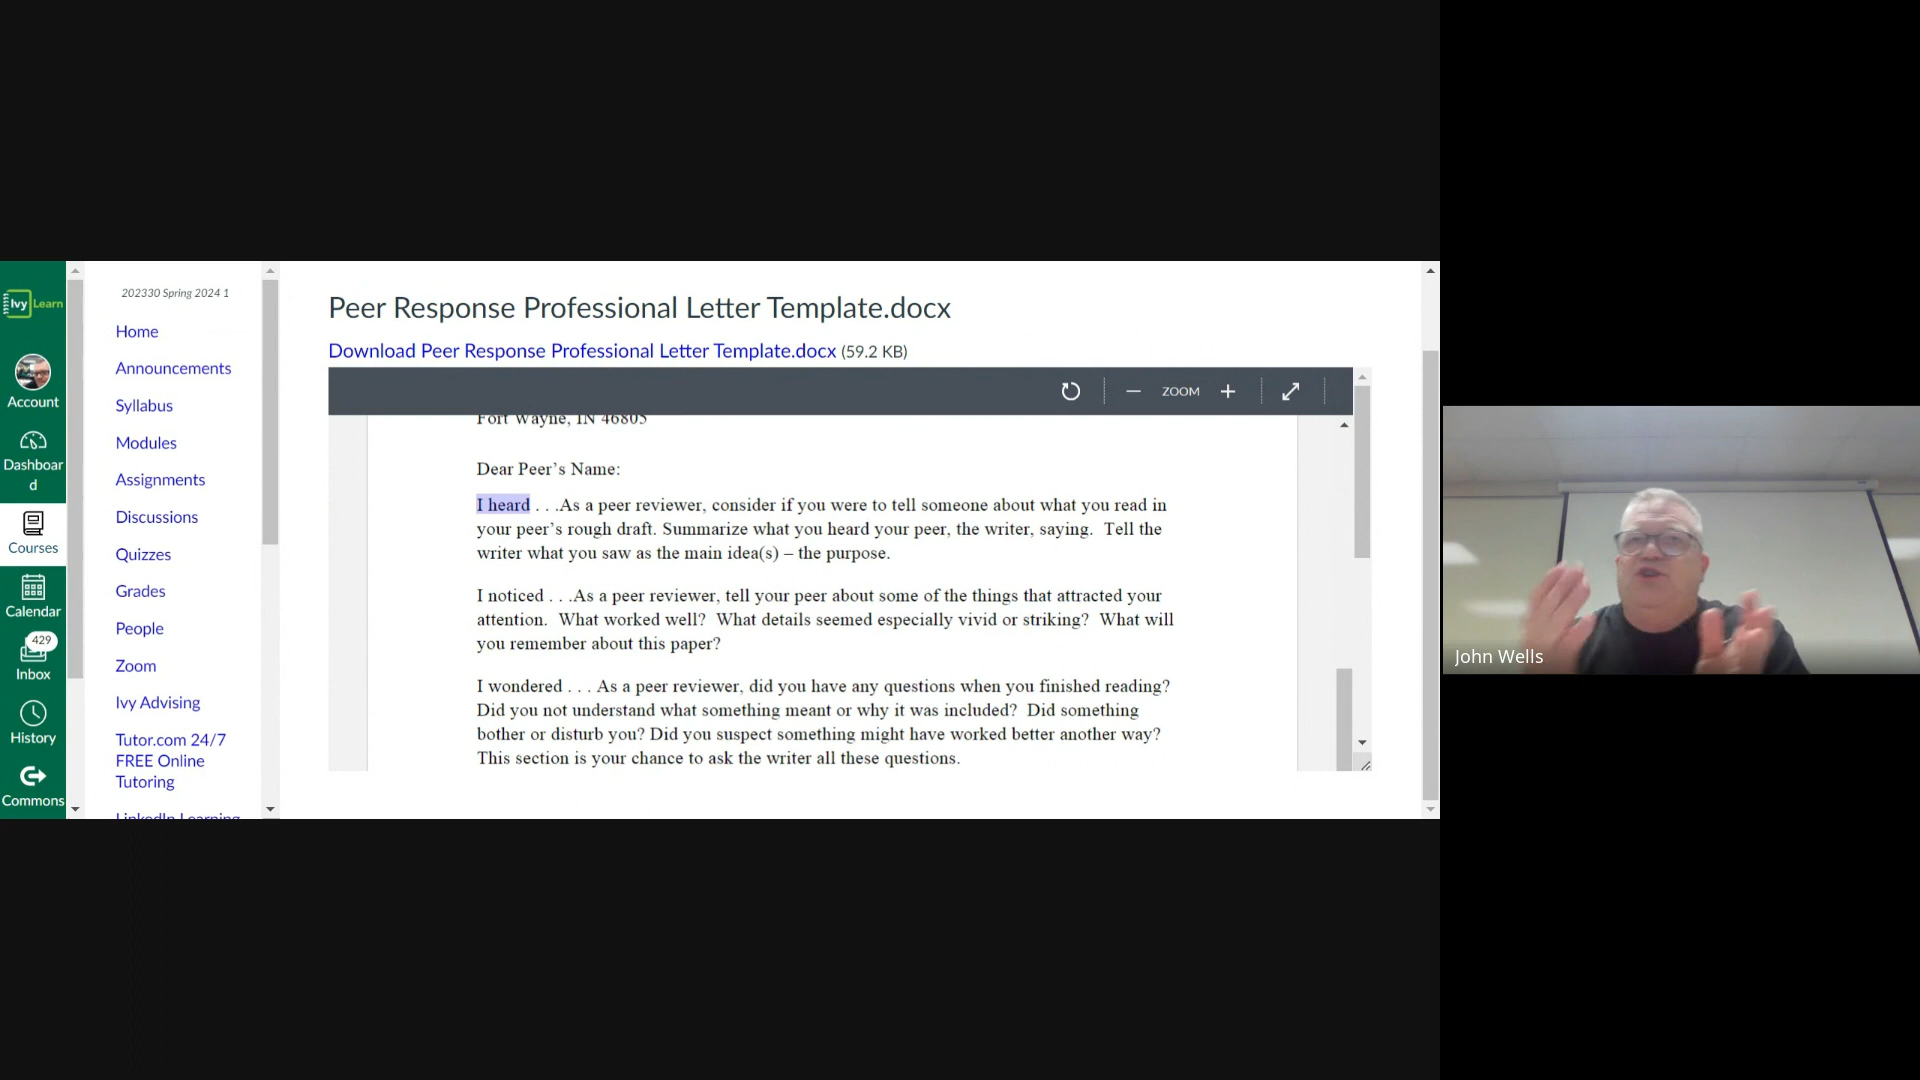 Ivy Learn
Account
Dashboar
d
Courses
Calendar
429
Inbox
History
Commons
202330 Spring 2024 1
Home
Announcements
Syllabus
Modules
Assignments
Discussions
Quizzes
Grades
People
Zoom
Ivy Advising
Tutor.com 24/7
FREE Online
Tutoring
LinkedIn Learning
Peer Response Professional Letter Template.docx
Download Peer Response Professional Letter Template.docx (59.2 KB)
ZOOM
Fort Wayne, IN 46805
Dear Peer’s Name:
I heard . . .As a peer reviewer, consider if you were to tell someone about what you read in
your peer’s rough draft. Summarize what you heard your peer, the writer, saying.  Tell the
writer what you saw as the main idea(s) – the purpose.
I noticed . . .As a peer reviewer, tell your peer about some of the things that attracted your
attention.  What worked well?  What details seemed especially vivid or striking?  What will
you remember about this paper?
I wondered . . . As a peer reviewer, did you have any questions when you finished reading?
Did you not understand what something meant or why it was included?  Did something
bother or disturb you? Did you suspect something might have worked better another way?
This section is your chance to ask the writer all these questions.
John Wells